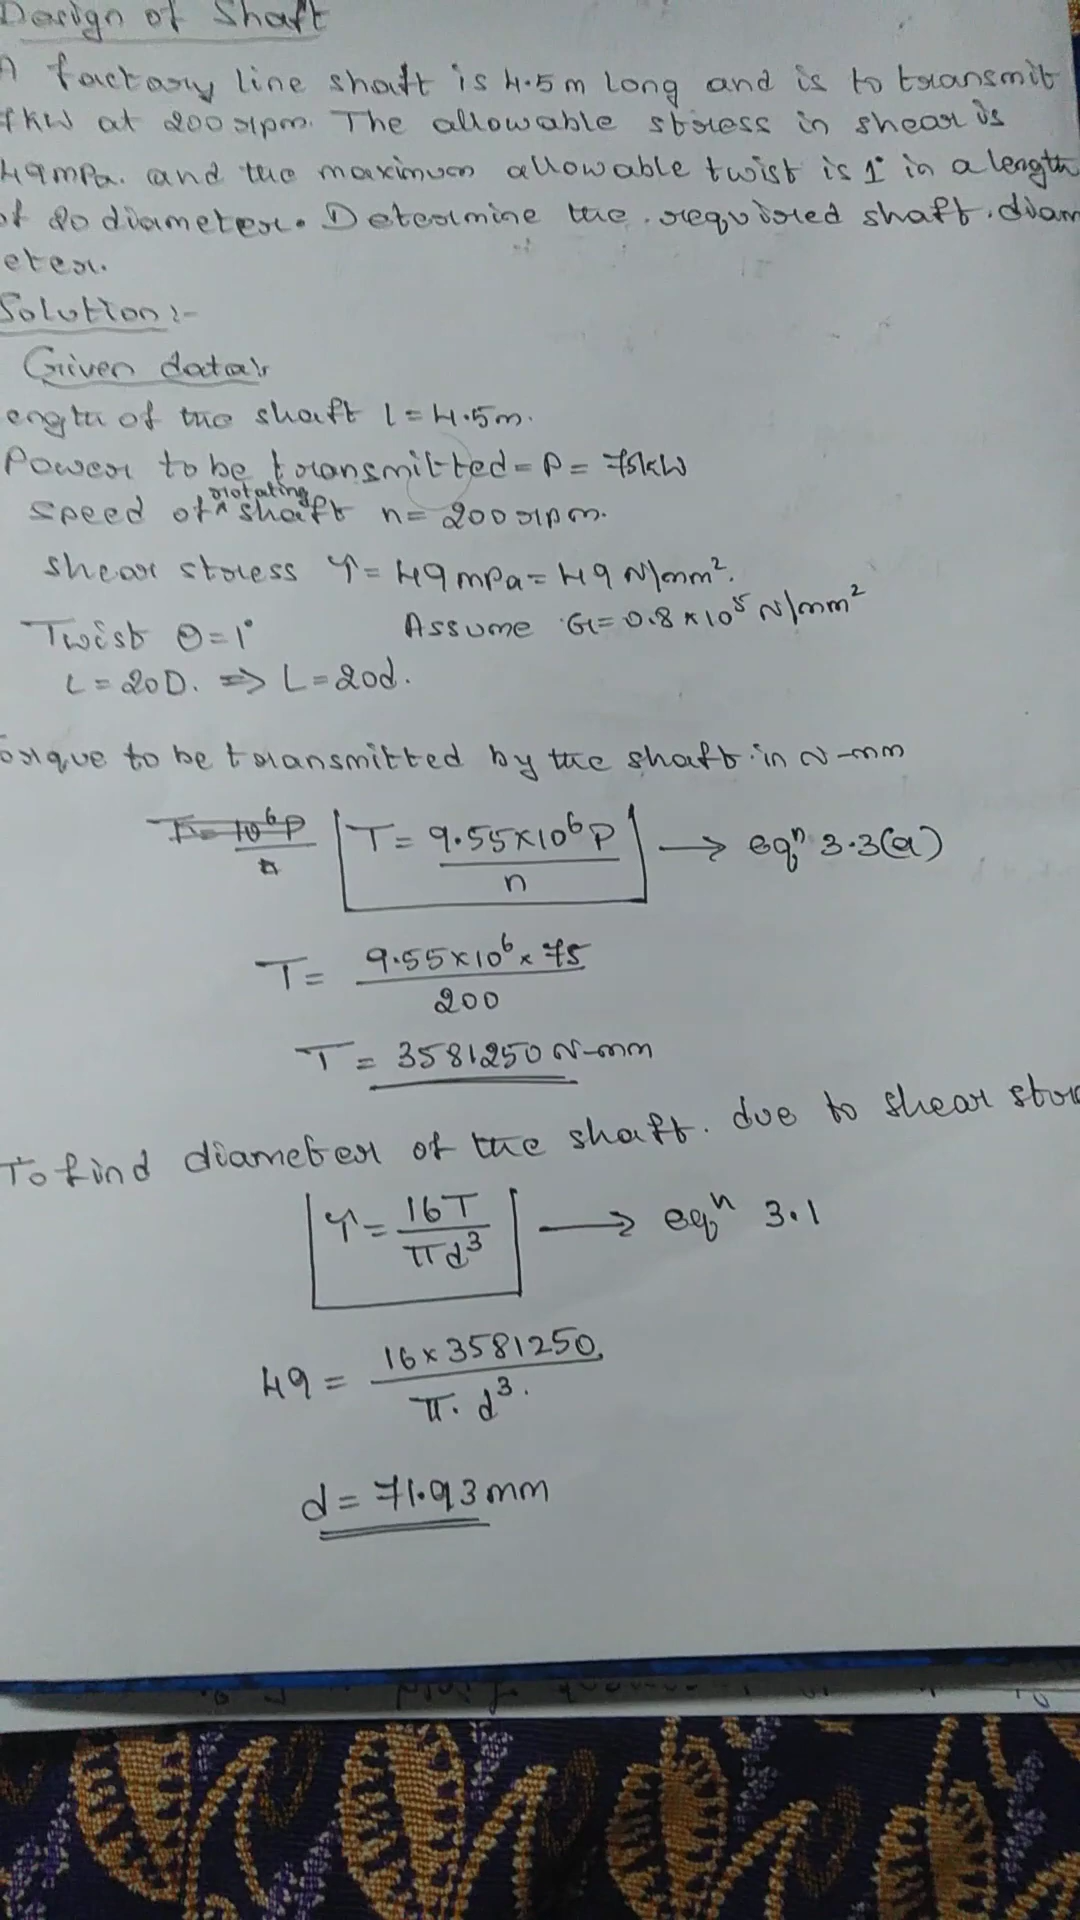 Design of Shaft
A factory line shaft is 4.5m long and is to transmit
kW at 200 rpm. The allowable stress in shear is
49mPa. and the maximum allowable twist is 1° in a length
of 20 diameter. Determine the required shaft. diam
eter.
Solution :-
Given data:
ength of the shaft l = 4.5m.
Power to be transmitted = P = 75kW
speed of rotating shaft n = 200 rpm.
shear stress τ = 49 mPa = 49 N/mm².
Twist θ = 1° Assume G = 0.8 × 10⁵ N/mm²
L = 20D. => L = 20d.
orque to be transmitted by the shaft. in N-mm
T = 10⁶P / n T = 9.55×10⁶ P / n → eqⁿ 3.3(a)
T = 9.55×10⁶ × 75 / 200
T = 3581250 N-mm
To find diameter of the shaft. due to shear stre
τ = 16T / πd³ → eqⁿ 3.1
49 = 16 × 3581250 / π. d³.
d = 71.93 mm